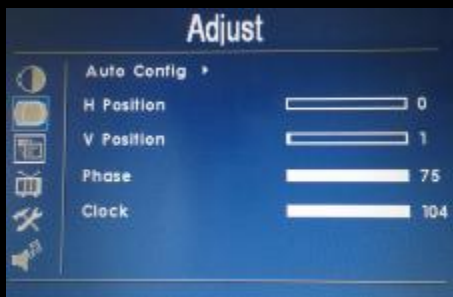 Adjust
Auto Config
H Position 0
V Position 1
Phase 75
Clock 104